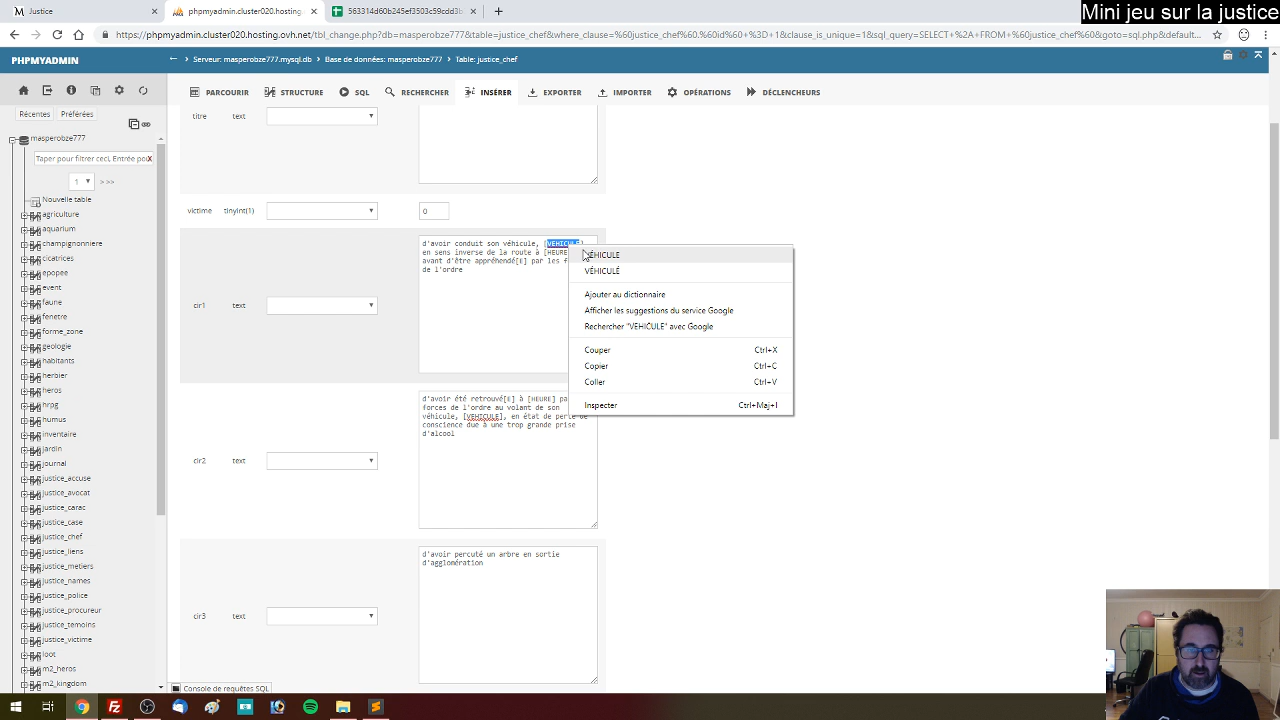 Justice
phpmyadmin.cluster020.hosting.
563314d60b245ef3503c59cdd3b
Mini jeu sur la justice
https://phpmyadmin.cluster020.hosting.ovh.net/tbl_change.php?db=masperobze777&table=justice_chef&where_clause=%60justice_chef%60.%60id%60+%3D+1&clause_is_unique=1&sql_query=SELECT+%2A+FROM+%60justice_chef%60&goto=sql.php&default...
PHPMYADMIN
Serveur: masperobze777.mysql.db » Base de données: masperobze777 » Table: justice_chef
PARCOURIR STRUCTURE SQL RECHERCHER INSÉRER EXPORTER IMPORTER OPÉRATIONS DÉCLENCHEURS
Récentes Préférées
masperobze777
Taper pour filtrer ceci, Entrée po X
1 > >>
Nouvelle table
agriculture
aquarium
champignonniere
cicatrices
epopee
event
faune
fenetre
forme_zone
geologie
habitants
herbier
heros
hrpg
humus
inventaire
jardin
journal
justice_accuse
justice_avocat
justice_carac
justice_case
justice_chef
justice_liens
justice_metiers
justice_names
justice_police
justice_procureur
justice_temoins
justice_victime
loot
m2_heros
m2_kingdom
titre text
victime tinyint(1) 0
cir1 text
d'avoir conduit son véhicule, [VEHICULE]
en sens inverse de la route à [HEURE
avant d'être appréhendé[E] par les f
de l'ordre
VÉHICULE
VÉHICULÉ
Ajouter au dictionnaire
Afficher les suggestions du service Google
Rechercher "VEHICULE" avec Google
Couper Ctrl+X
Copier Ctrl+C
Coller Ctrl+V
Inspecter Ctrl+Maj+I
cir2 text
d'avoir été retrouvé[E] à [HEURE] pa
forces de l'ordre au volant de son
véhicule, [VEHICULE], en état de perte de
conscience due à une trop grande prise
d'alcool
cir3 text
d'avoir percuté un arbre en sortie
d'agglomération
Console de requêtes SQL